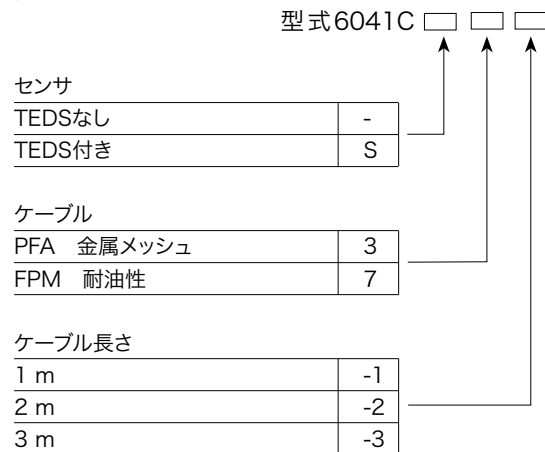 型式6041C
センサ
TEDSなし -
TEDS付き S
ケーブル
PFA 金属メッシュ 3
FPM 耐油性 7
ケーブル長さ
1 m -1
2 m -2
3 m -3